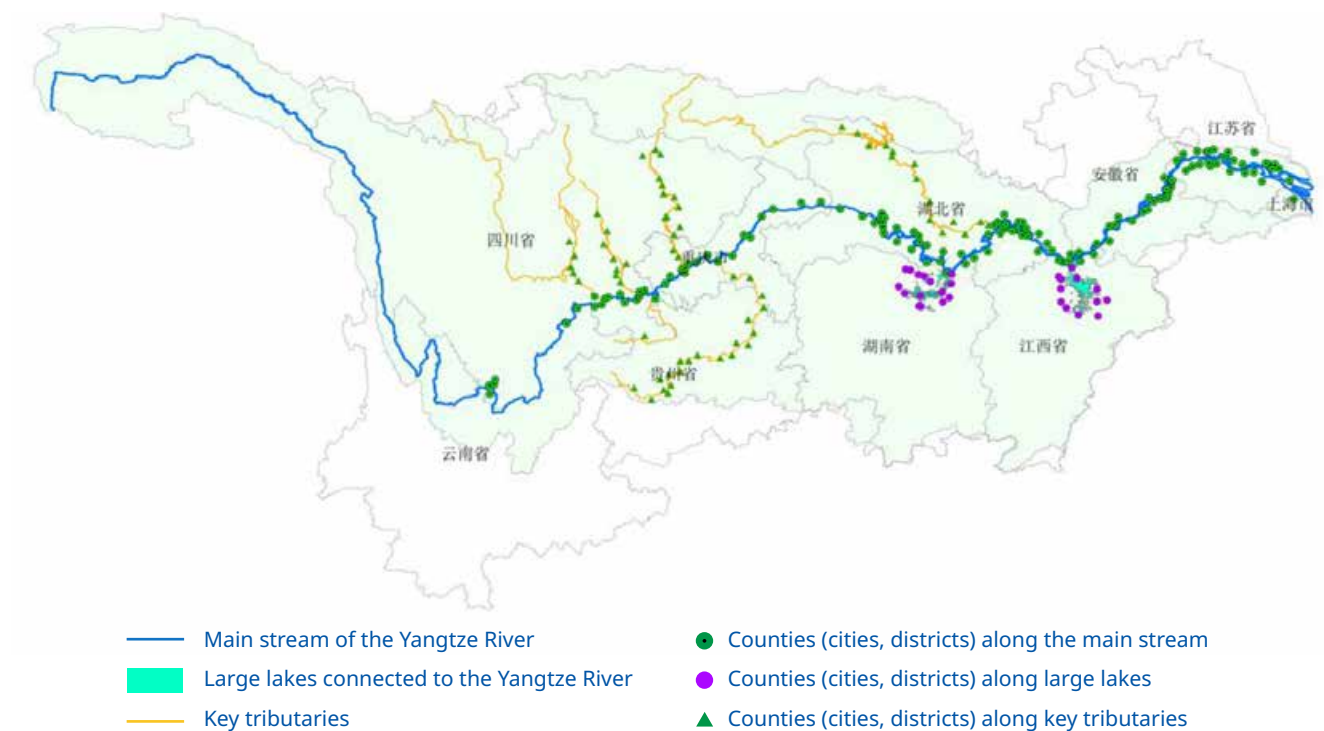 江苏省
安徽省
上海市
湖北省
四川省
重庆市
湖南省
江西省
贵州省
云南省
Main stream of the Yangtze River
Large lakes connected to the Yangtze River
Key tributaries
Counties (cities, districts) along the main stream
Counties (cities, districts) along large lakes
Counties (cities, districts) along key tributaries